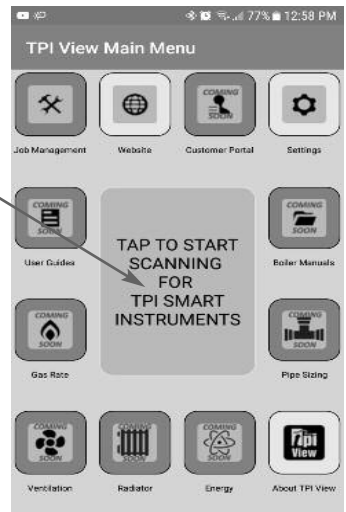 77% 12:58 PM
TPI View Main Menu
COMING
SOON
Job Management Website Customer Portal Settings
COMING
SOON
COMING
SOON
User Guides Boiler Manuals
TAP TO START
SCANNING
FOR
TPI SMART
INSTRUMENTS
COMING
SOON
COMING
SOON
Gas Rate Pipe Sizing
COMING
SOON
COMING
SOON
COMING
SOON
Tpi
View
Ventilation Radiator Energy About TPI View